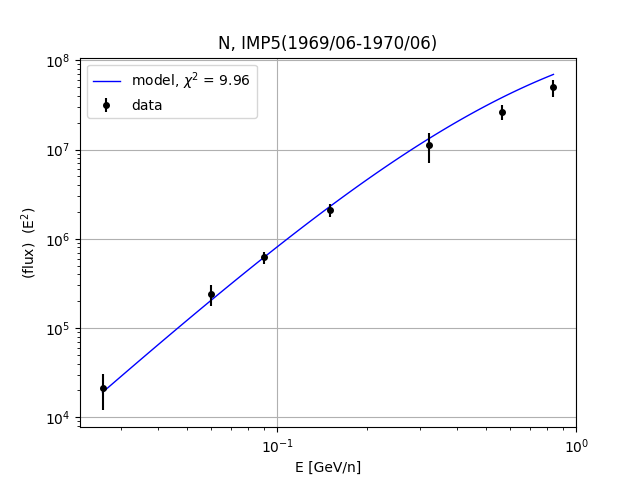 N, IMP5(1969/06-1970/06)
model, χ² = 9.96
data
(flux) (E²)
10⁸
10⁷
10⁶
10⁵
10⁴
10⁻¹
10⁰
E [GeV/n]